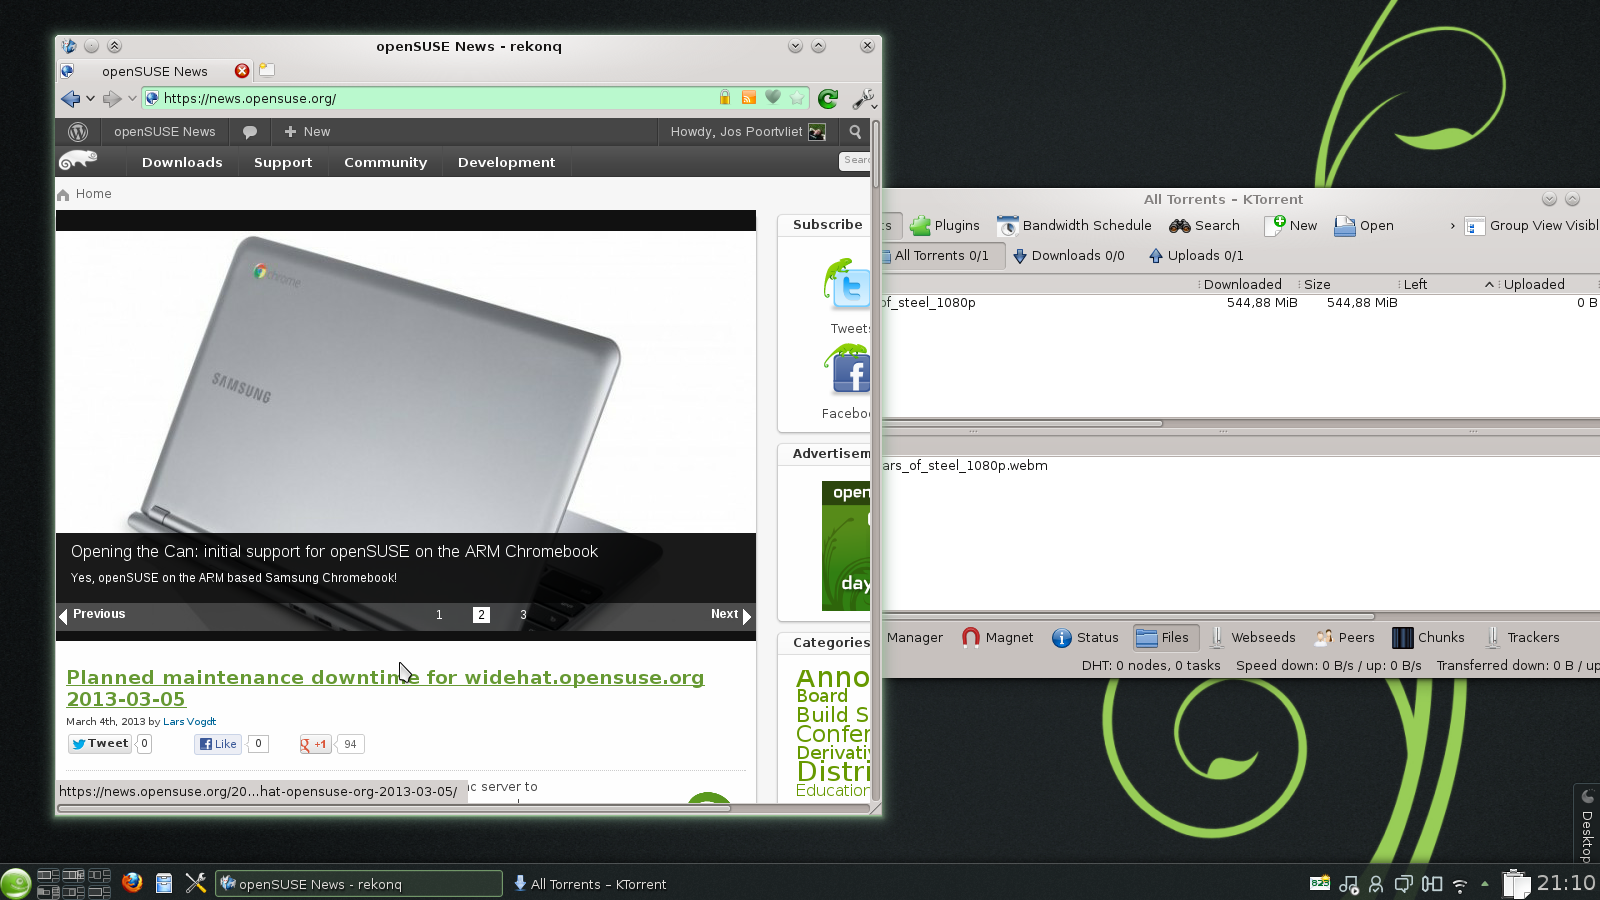 openSUSE News - rekonq
openSUSE News
https://news.opensuse.org/
openSUSE News
New
Howdy, Jos Poortvliet
Downloads
Support
Community
Development
Sear
Home
chrome
SAMSUNG
Opening the Can: initial support for openSUSE on the ARM Chromebook
Yes, openSUSE on the ARM based Samsung Chromebook!
Previous
1
2
3
Next
Planned maintenance downtime for widehat.opensuse.org
2013-03-05
March 4th, 2013 by Lars Vogdt
Tweet
0
Like
0
+1
94
nc server to
https://news.opensuse.org/20...hat-opensuse-org-2013-03-05/
Subscribe
Tweets
Faceboo
Advertisem
open
day
Categories
Anno
Board
Build S
Confer
Derivati
Distri
Education
All Torrents – KTorrent
ts
Plugins
Bandwidth Schedule
Search
New
Open
Group View Visibl
All Torrents 0/1
Downloads 0/0
Uploads 0/1
Downloaded
Size
Left
Uploaded
of_steel_1080p
544,88 MiB
544,88 MiB
0 B
ars_of_steel_1080p.webm
Manager
Magnet
Status
Files
Webseeds
Peers
Chunks
Trackers
DHT: 0 nodes, 0 tasks
Speed down: 0 B/s / up: 0 B/s
Transferred down: 0 B / up
Desktop
openSUSE News - rekonq
All Torrents – KTorrent
823
21:10